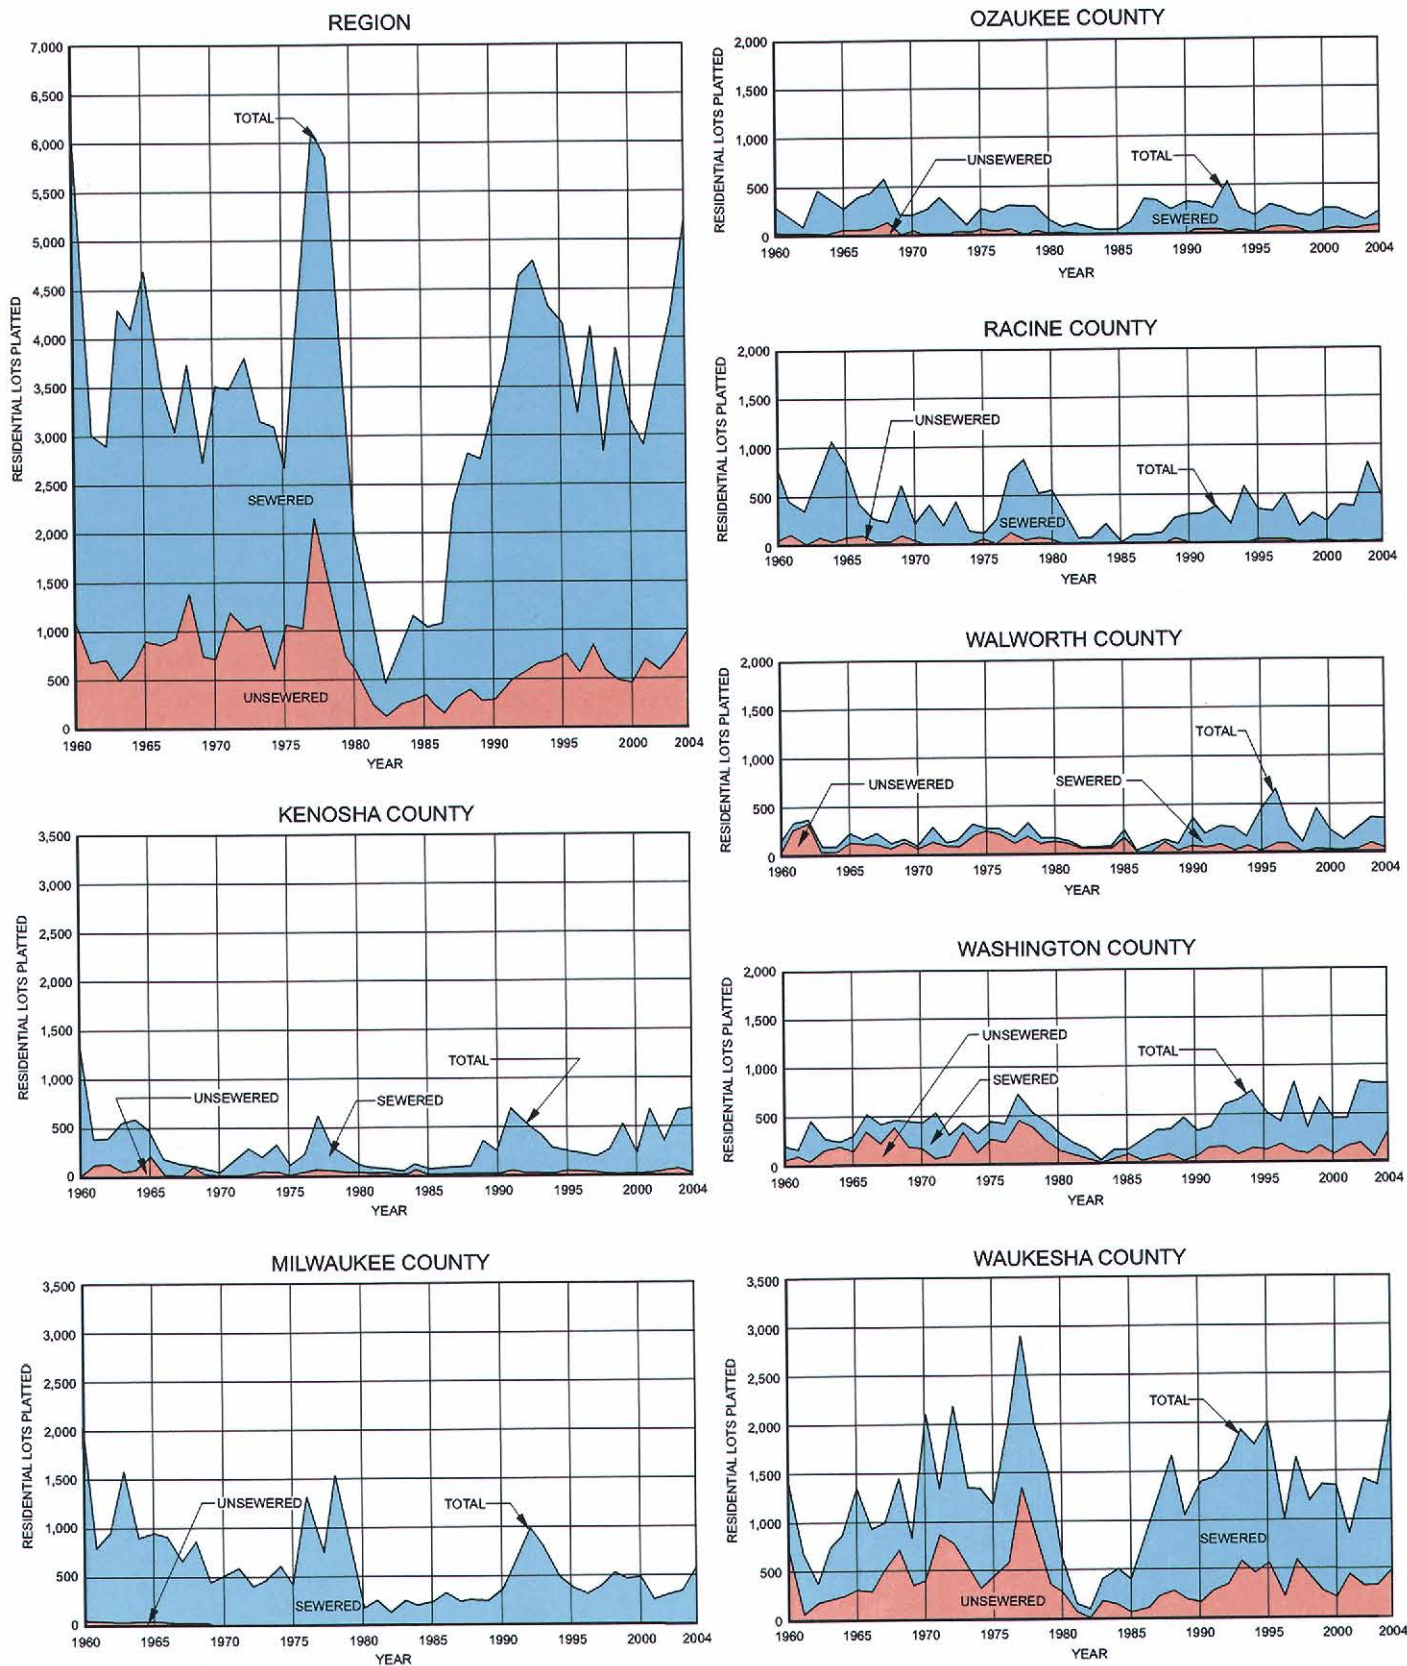 REGION
RESIDENTIAL LOTS PLATTED
7,000
6,500
6,000
5,500
5,000
4,500
4,000
3,500
3,000
2,500
2,000
1,500
1,000
500
0
TOTAL
SEWERED
UNSEWERED
1960 1965 1970 1975 1980 1985 1990 1995 2000 2004
YEAR
KENOSHA COUNTY
RESIDENTIAL LOTS PLATTED
3,500
3,000
2,500
2,000
1,500
1,000
500
0
TOTAL
UNSEWERED
SEWERED
1960 1965 1970 1975 1980 1985 1990 1995 2000 2004
YEAR
MILWAUKEE COUNTY
RESIDENTIAL LOTS PLATTED
3,500
3,000
2,500
2,000
1,500
1,000
500
0
UNSEWERED
TOTAL
SEWERED
1960 1965 1970 1975 1980 1985 1990 1995 2000 2004
YEAR
OZAUKEE COUNTY
RESIDENTIAL LOTS PLATTED
2,000
1,500
1,000
500
0
UNSEWERED
TOTAL
SEWERED
1960 1965 1970 1975 1980 1985 1990 1995 2000 2004
YEAR
RACINE COUNTY
RESIDENTIAL LOTS PLATTED
2,000
1,500
1,000
500
0
UNSEWERED
TOTAL
SEWERED
1960 1965 1970 1975 1980 1985 1990 1995 2000 2004
YEAR
WALWORTH COUNTY
RESIDENTIAL LOTS PLATTED
2,000
1,500
1,000
500
0
TOTAL
UNSEWERED
SEWERED
1960 1965 1970 1975 1980 1985 1990 1995 2000 2004
YEAR
WASHINGTON COUNTY
RESIDENTIAL LOTS PLATTED
2,000
1,500
1,000
500
0
UNSEWERED
TOTAL
SEWERED
1960 1965 1970 1975 1980 1985 1990 1995 2000 2004
YEAR
WAUKESHA COUNTY
RESIDENTIAL LOTS PLATTED
3,500
3,000
2,500
2,000
1,500
1,000
500
0
TOTAL
SEWERED
UNSEWERED
1960 1965 1970 1975 1980 1985 1990 1995 2000 2004
YEAR